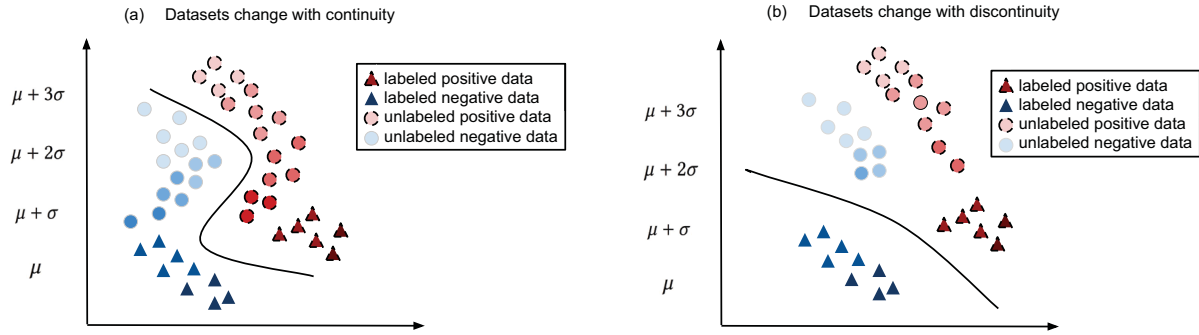 (a) Datasets change with continuity
μ + 3σ
μ + 2σ
μ + σ
μ
labeled positive data
labeled negative data
unlabeled positive data
unlabeled negative data
(b) Datasets change with discontinuity
μ + 3σ
μ + 2σ
μ + σ
μ
labeled positive data
labeled negative data
unlabeled positive data
unlabeled negative data